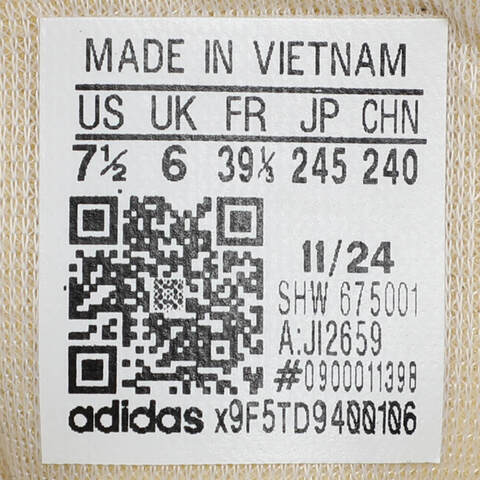 MADE IN VIETNAM
US UK FR JP CHN
7½ 6 39⅓ 245 240
11/24
SHW 675001
A:JI2659
#0900011398
adidas x9F5TD9400106